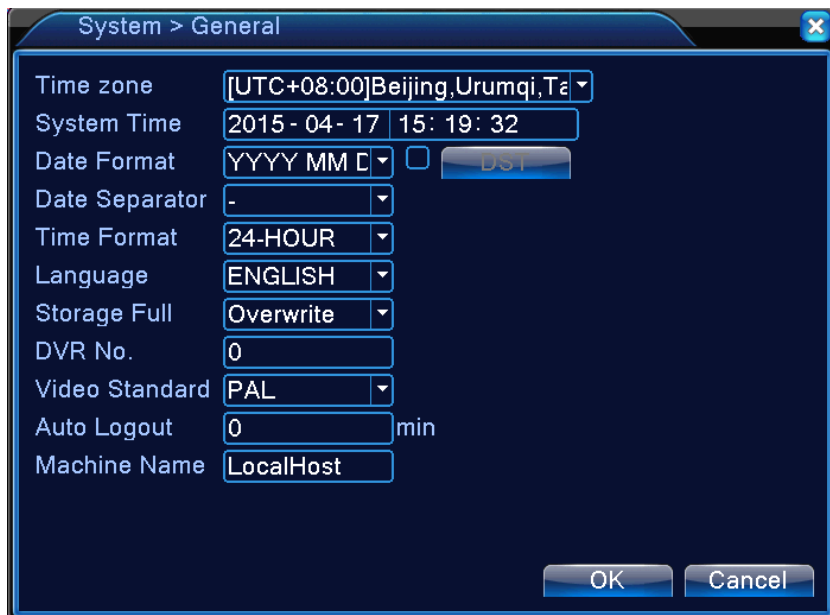 System > General
Time zone [UTC+08:00]Beijing,Urumqi,Ta
System Time 2015-04-17 15:19:32
Date Format YYYY MM D DST
Date Separator -
Time Format 24-HOUR
Language ENGLISH
Storage Full Overwrite
DVR No. 0
Video Standard PAL
Auto Logout 0 min
Machine Name LocalHost
OK Cancel